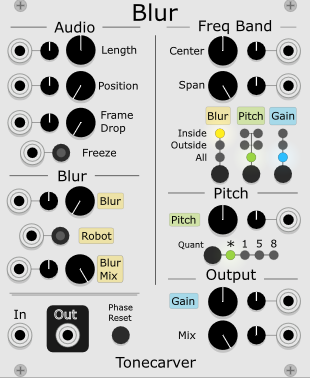 Blur
Audio
Length
Position
Frame
Drop
Freeze
Blur
Blur
Robot
Blur
Mix
In
Out
Phase
Reset
Freq Band
Center
Span
Blur Pitch Gain
Inside
Outside
All
Pitch
Pitch
Quant * 1 5 8
Output
Gain
Mix
Tonecarver